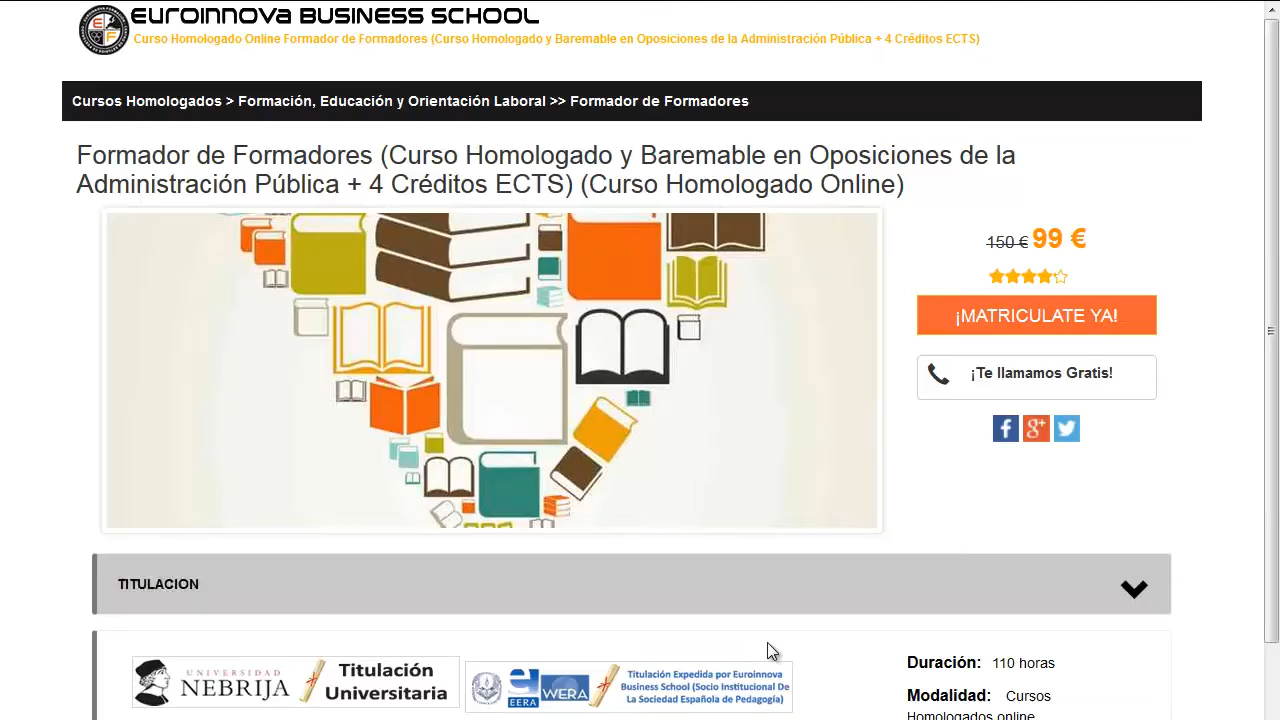 EUROINNOVA BUSINESS SCHOOL
Curso Homologado Online Formador de Formadores (Curso Homologado y Baremable en Oposiciones de la Administración Pública + 4 Créditos ECTS)
Cursos Homologados > Formación, Educación y Orientación Laboral >> Formador de Formadores
Formador de Formadores (Curso Homologado y Baremable en Oposiciones de la
Administración Pública + 4 Créditos ECTS) (Curso Homologado Online)
150 € 99 €
¡MATRICULATE YA!
¡Te llamamos Gratis!
TITULACION
UNIVERSIDAD
NEBRIJA
Titulación
Universitaria
EERA
WERA
Titulación Expedida por Euroinnova
Business School (Socio Institucional De
La Sociedad Española de Pedagogía)
Duración: 110 horas
Modalidad: Cursos
Homologados online